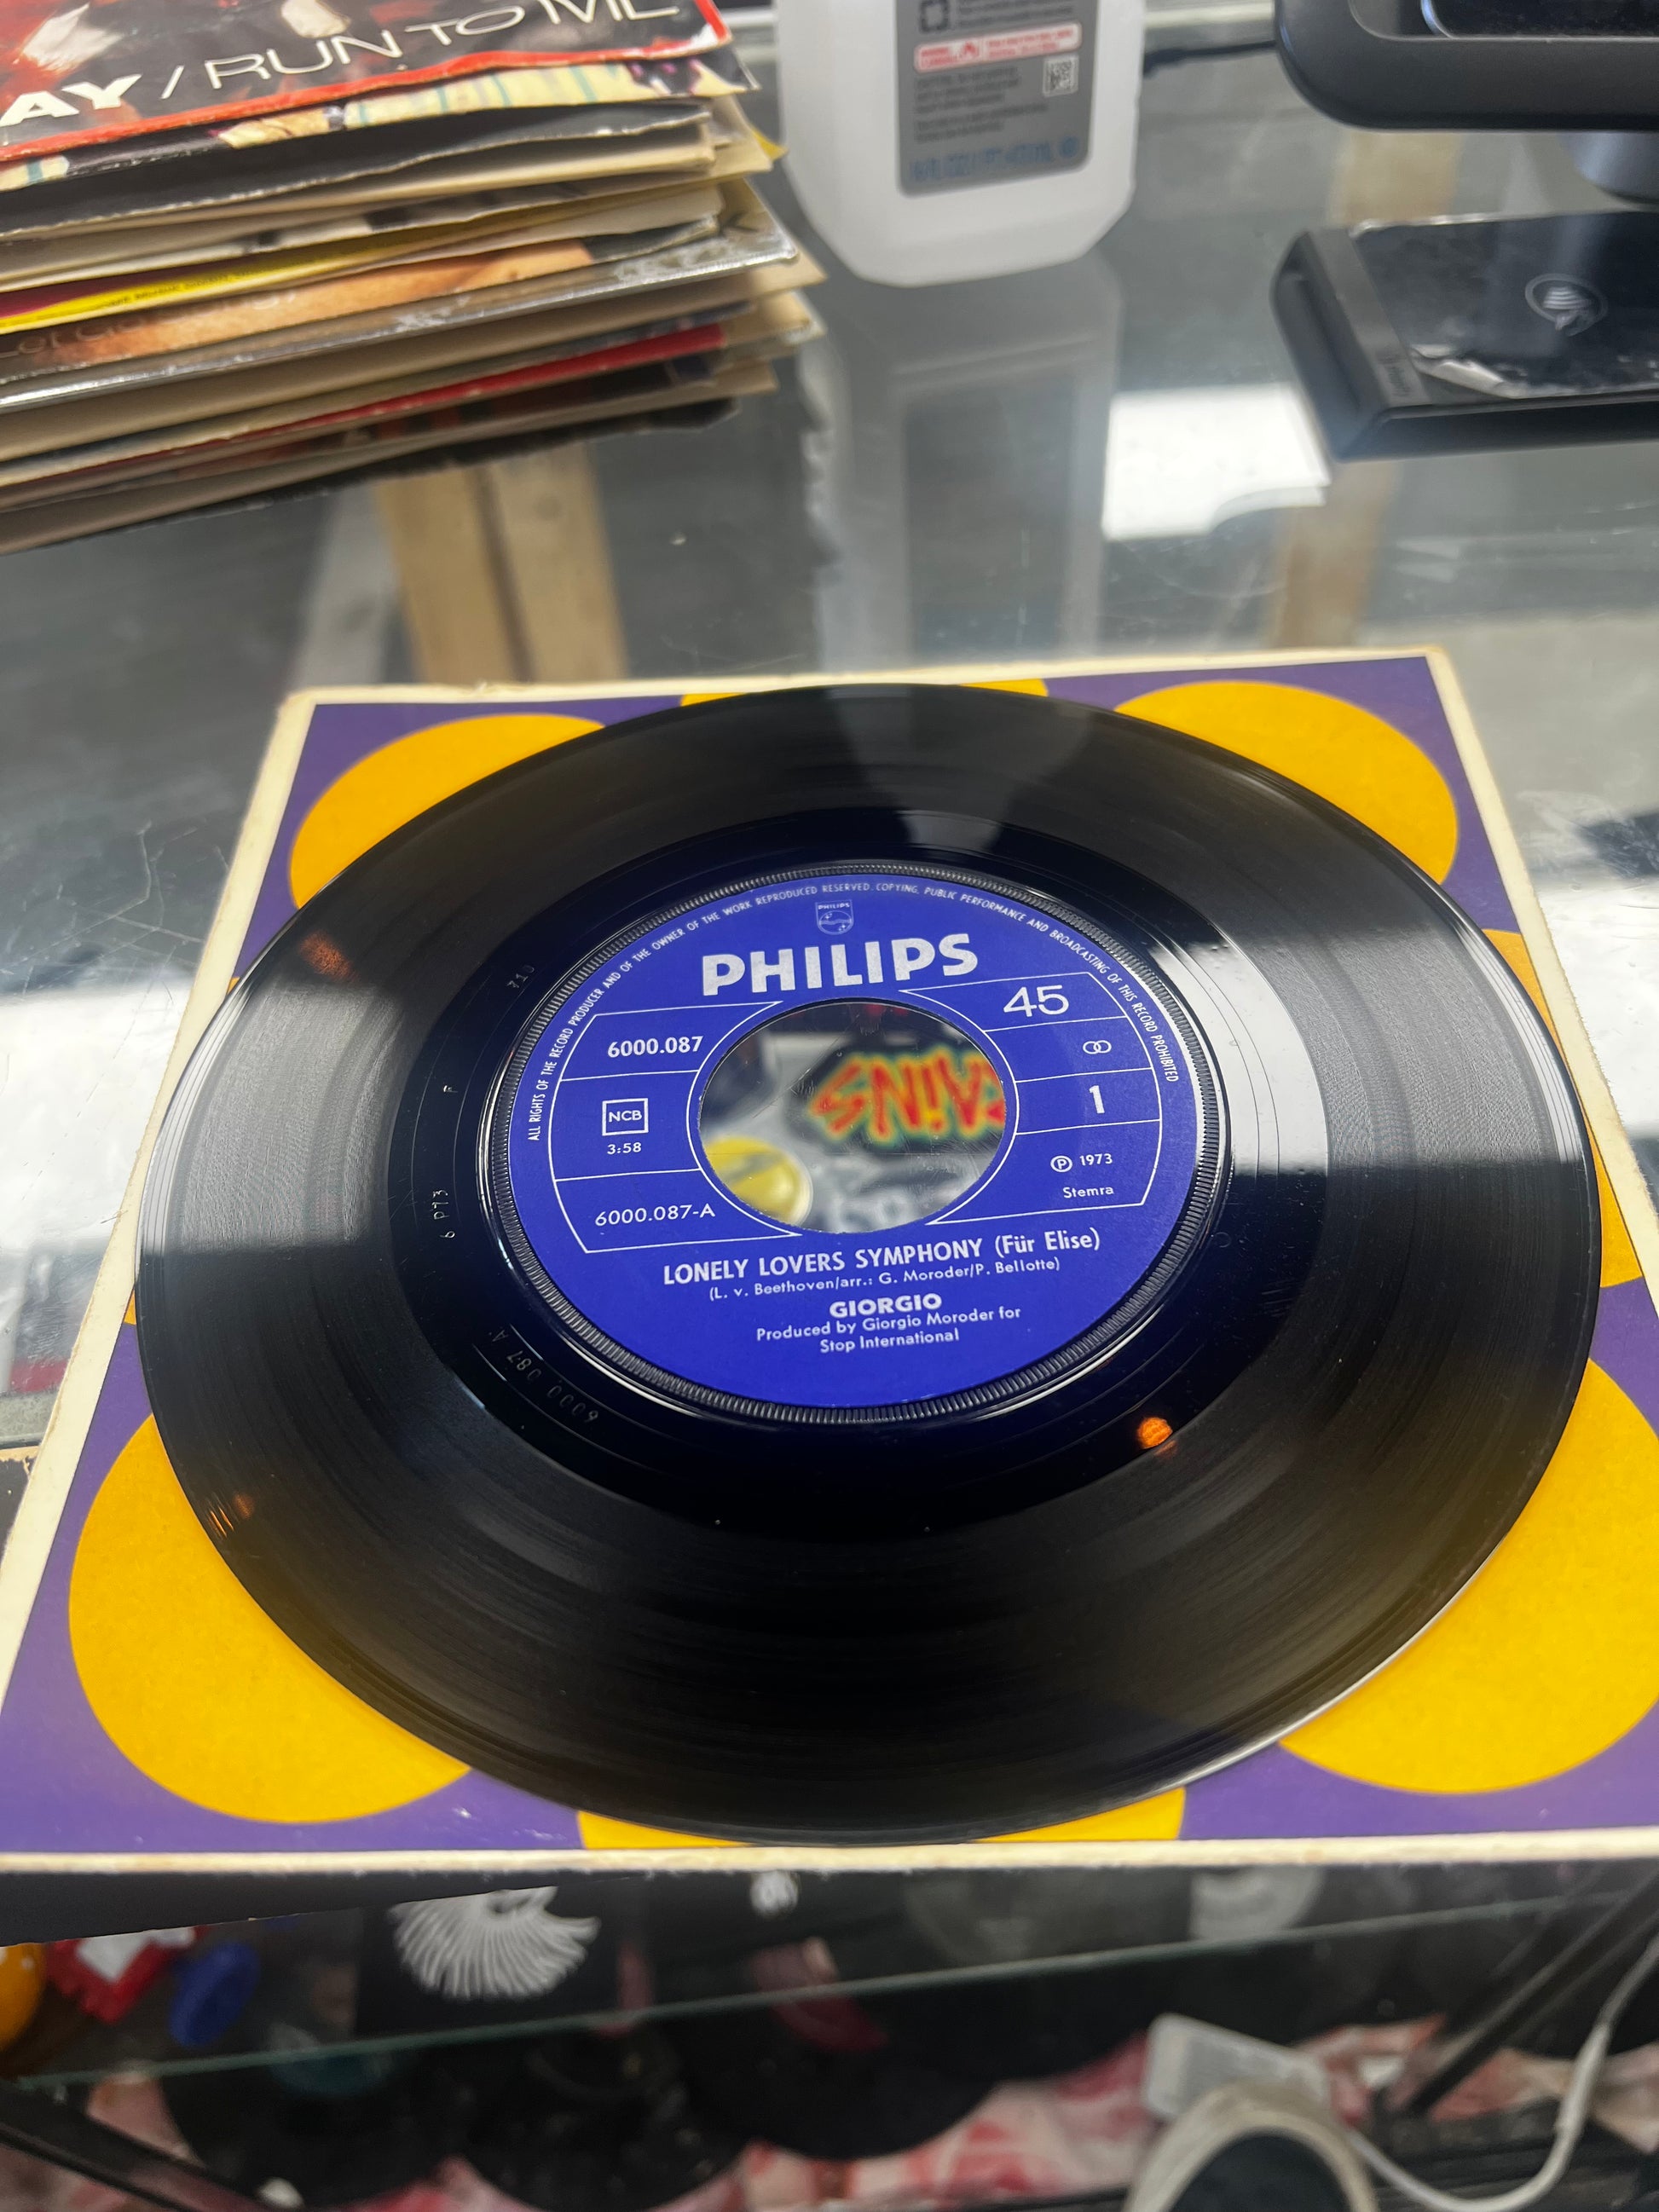 AY / RUN TO ME
ALL RIGHTS OF THE RECORD PRODUCER AND OF THE OWNER OF THE WORK REPRODUCED RESERVED. COPYING, PUBLIC PERFORMANCE AND BROADCASTING OF THIS RECORD PROHIBITED
PHILIPS
PHILIPS
6000.087
45
NCB
3:58
1
6000.087-A
℗ 1973
Stemra
LONELY LOVERS SYMPHONY (Für Elise)
(L. v. Beethoven/arr.: G. Moroder/P. Bellotte)
GIORGIO
Produced by Giorgio Moroder for
Stop International
310
6000 087 A